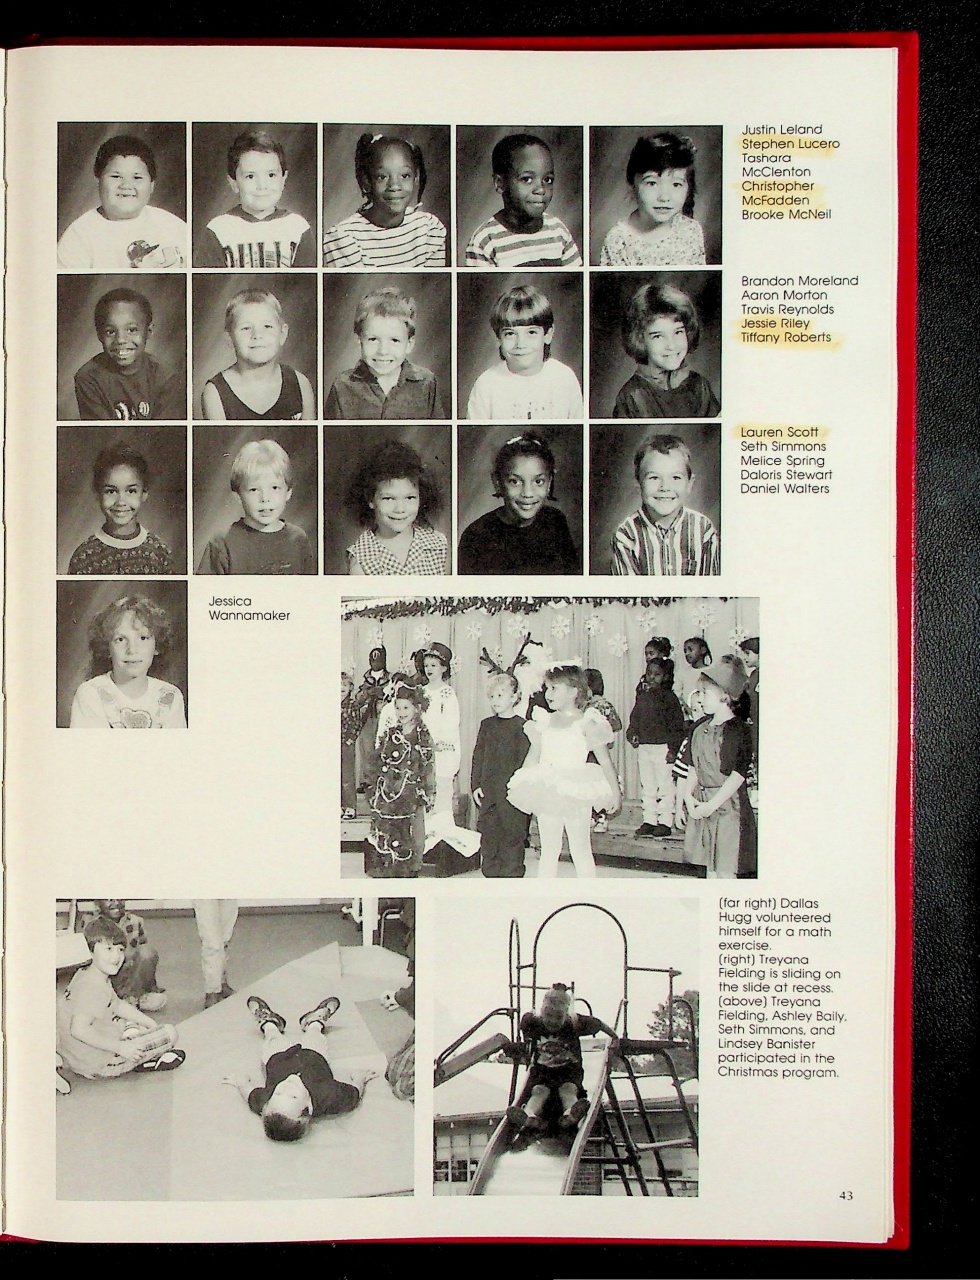 Justin Leland
Stephen Lucero
Tashara
McClenton
Christopher
McFadden
Brooke McNeil
Brandon Moreland
Aaron Morton
Travis Reynolds
Jessie Riley
Tiffany Roberts
Lauren Scott
Seth Simmons
Melice Spring
Daloris Stewart
Daniel Walters
Jessica
Wannamaker
(far right) Dallas
Hugg volunteered
himself for a math
exercise.
(right) Treyana
Fielding is sliding on
the slide at recess.
(above) Treyana
Fielding, Ashley Baily,
Seth Simmons, and
Lindsey Banister
participated in the
Christmas program.
43